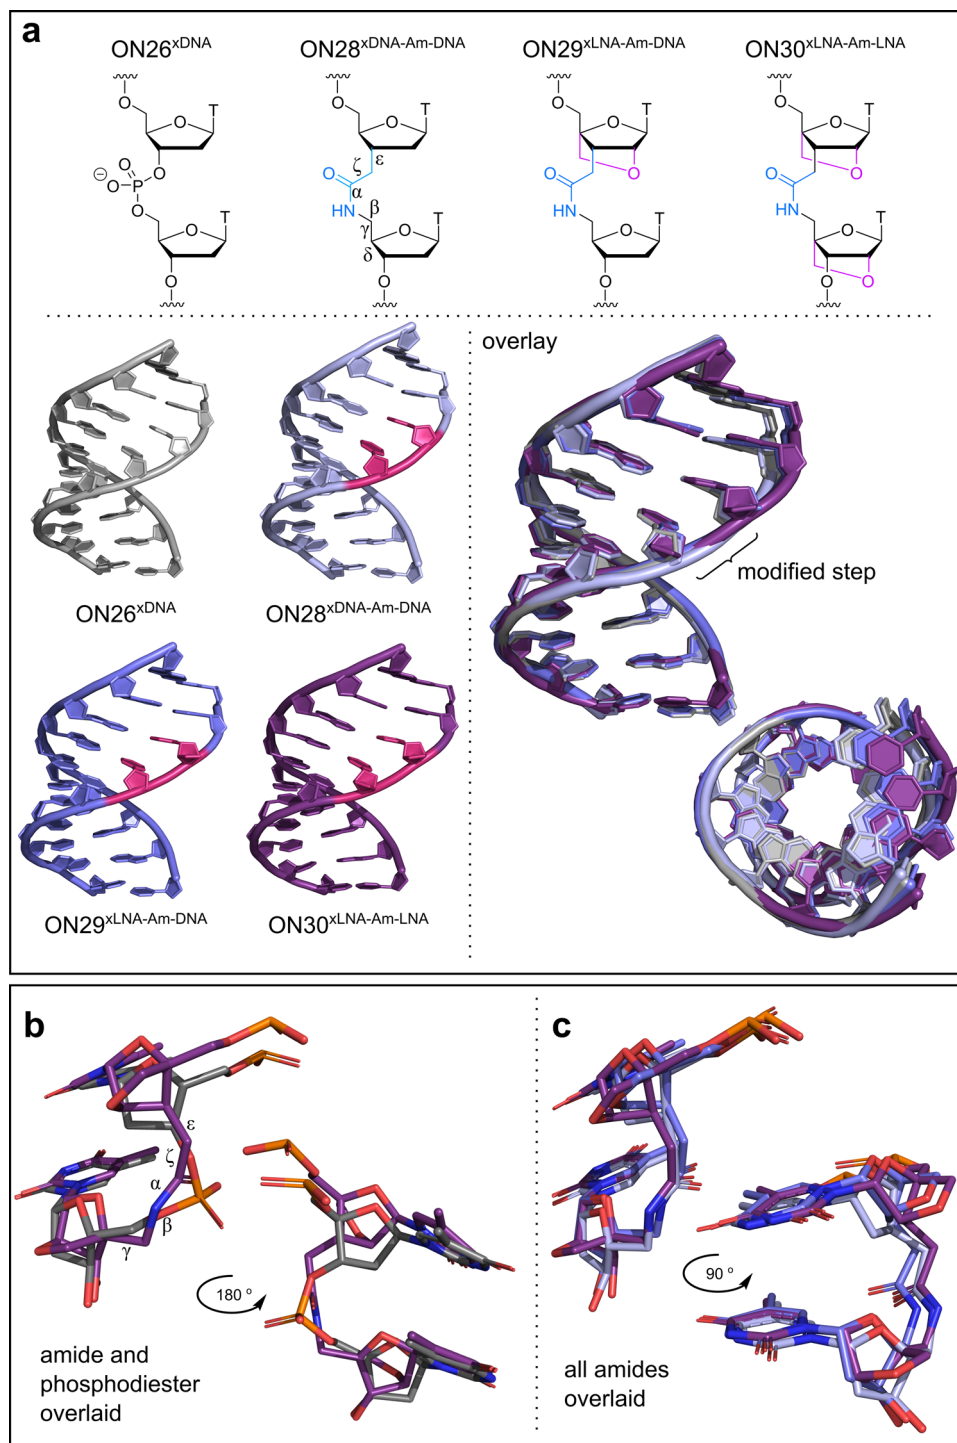 a
ON26xDNA ON28xDNA-Am-DNA ON29xLNA-Am-DNA ON30xLNA-Am-LNA
O O T O O T O O T O O T
ε
O O
⊖O P O ζ O α O O
O HN β HN HN
T γ T T T
O O O O
δ
O O O O O
overlay
modified step
ON26xDNA ON28xDNA-Am-DNA
ON29xLNA-Am-DNA ON30xLNA-Am-LNA
b
ε
ζ
α
β
γ
180 °
amide and
phosphodiester
overlaid
c
90 °
all amides
overlaid